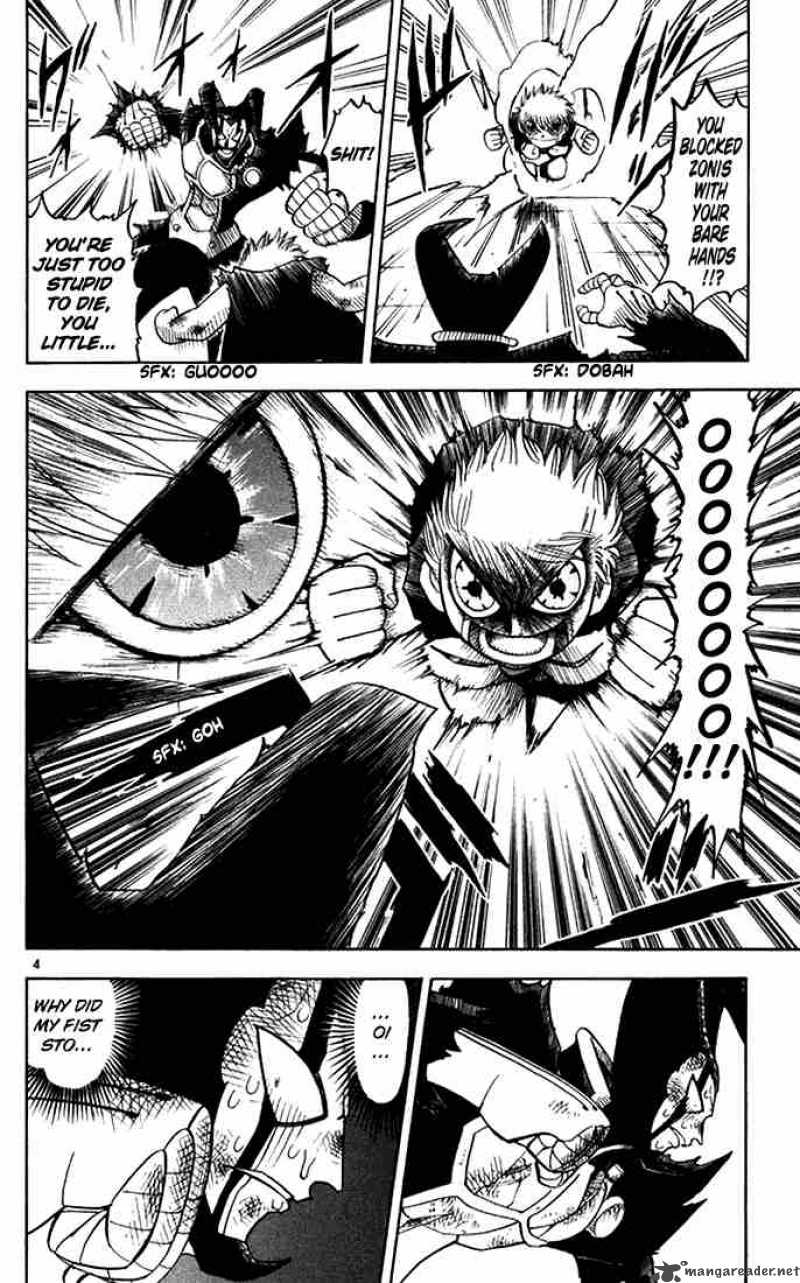 YOU
BLOCKED
ZONIS
WITH
YOUR
BARE
HANDS
!!?
SFX: DOBAH
SHIT!
YOU'RE
JUST TOO
STUPID
TO DIE,
YOU
LITTLE...
SFX: GUOOOO
O
O
O
O
O
O
O
O
!!!
SFX: GOH
4
...
OI
...
WHY DID
MY FIST
STO...
mangareader.net